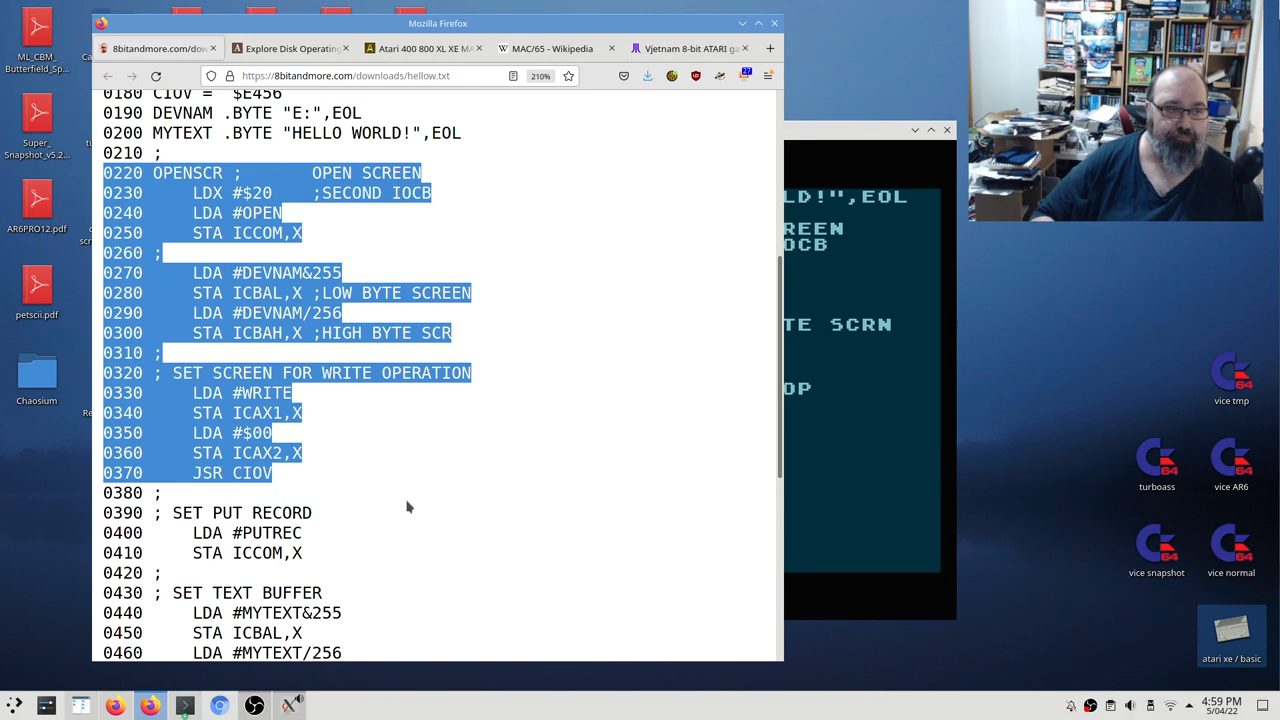 Mozilla Firefox
8bitandmore.com/dow
Explore Disk Operatin
Atari 400 800 XL XE MA
MAC/65 - Wikipedia
Vjetnam 8-bit ATARI ga
https://8bitandmore.com/downloads/hellow.txt
210%
27
0180 CIOV = $E456
0190 DEVNAM .BYTE "E:",EOL
0200 MYTEXT .BYTE "HELLO WORLD!",EOL
0210 ;
0220 OPENSCR ; OPEN SCREEN
0230 LDX #$20 ;SECOND IOCB
0240 LDA #OPEN
0250 STA ICCOM,X
0260 ;
0270 LDA #DEVNAM&255
0280 STA ICBAL,X ;LOW BYTE SCREEN
0290 LDA #DEVNAM/256
0300 STA ICBAH,X ;HIGH BYTE SCR
0310 ;
0320 ; SET SCREEN FOR WRITE OPERATION
0330 LDA #WRITE
0340 STA ICAX1,X
0350 LDA #$00
0360 STA ICAX2,X
0370 JSR CIOV
0380 ;
0390 ; SET PUT RECORD
0400 LDA #PUTREC
0410 STA ICCOM,X
0420 ;
0430 ; SET TEXT BUFFER
0440 LDA #MYTEXT&255
0450 STA ICBAL,X
0460 LDA #MYTEXT/256
LD!",EOL
REEN
OCB
TE SCRN
OP
ML_CBM_
Butterfield_Sp...
Super_
Snapshot_v5.2...
AR6PRO12.pdf
petscii.pdf
Chaosium
vice tmp
turboass
vice AR6
vice snapshot
vice normal
atari xe / basic
4:59 PM
5/04/22